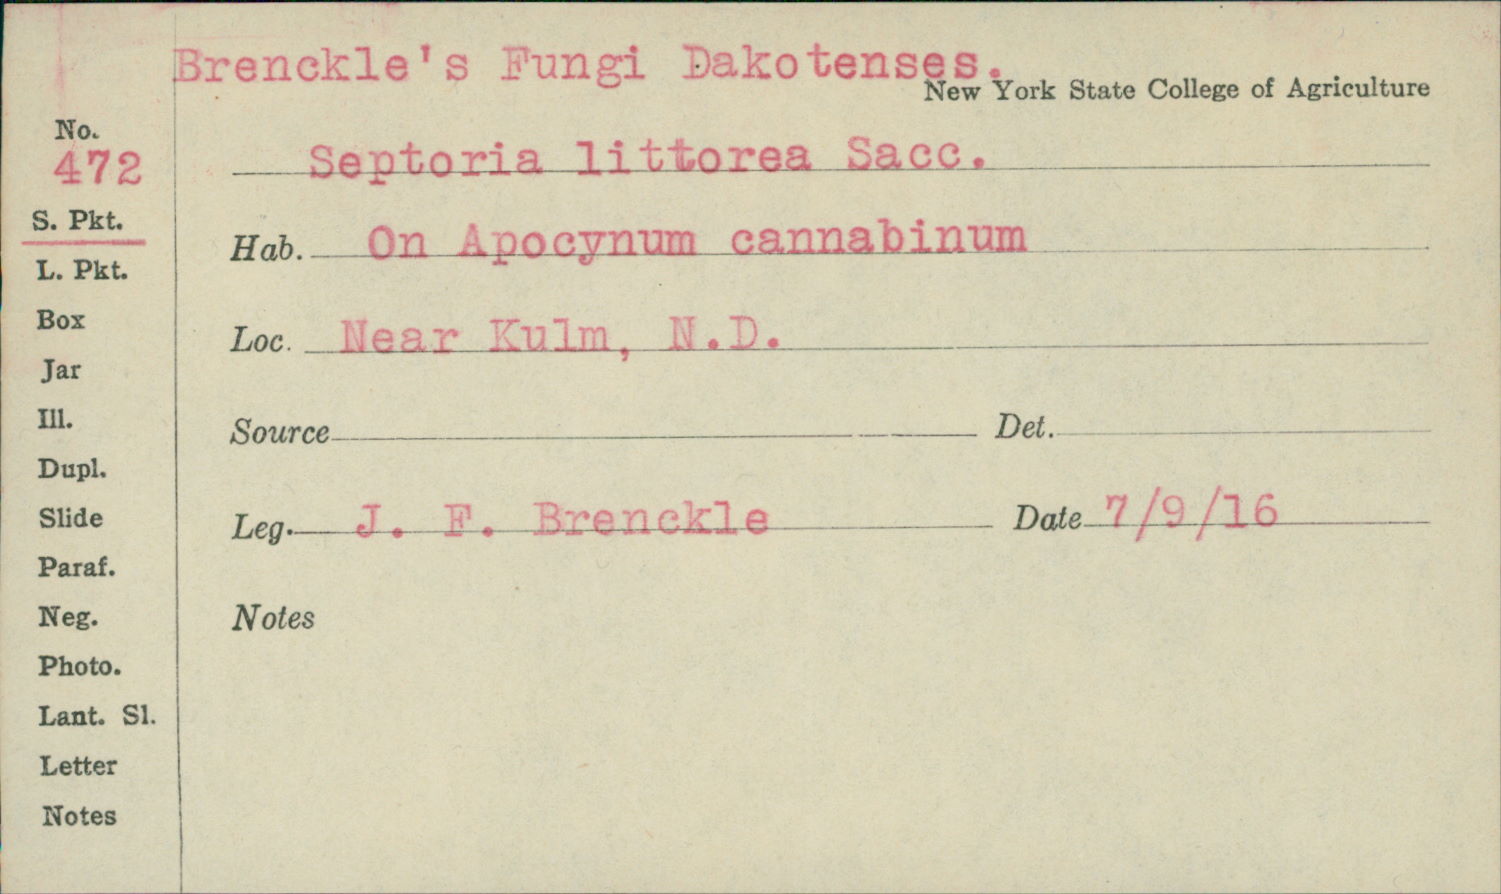 Brenckle's Fungi Dakotenses.
New York State College of Agriculture
No.
472
Septoria littorea Sacc.
S. Pkt.
Hab. On Apocynum cannabinum
L. Pkt.
Box
Loc. Near Kulm, N.D.
Jar
Ill.
Source Det.
Dupl.
Slide
Leg. J. F. Brenckle Date 7/9/16
Paraf.
Neg.
Notes
Photo.
Lant. Sl.
Letter
Notes